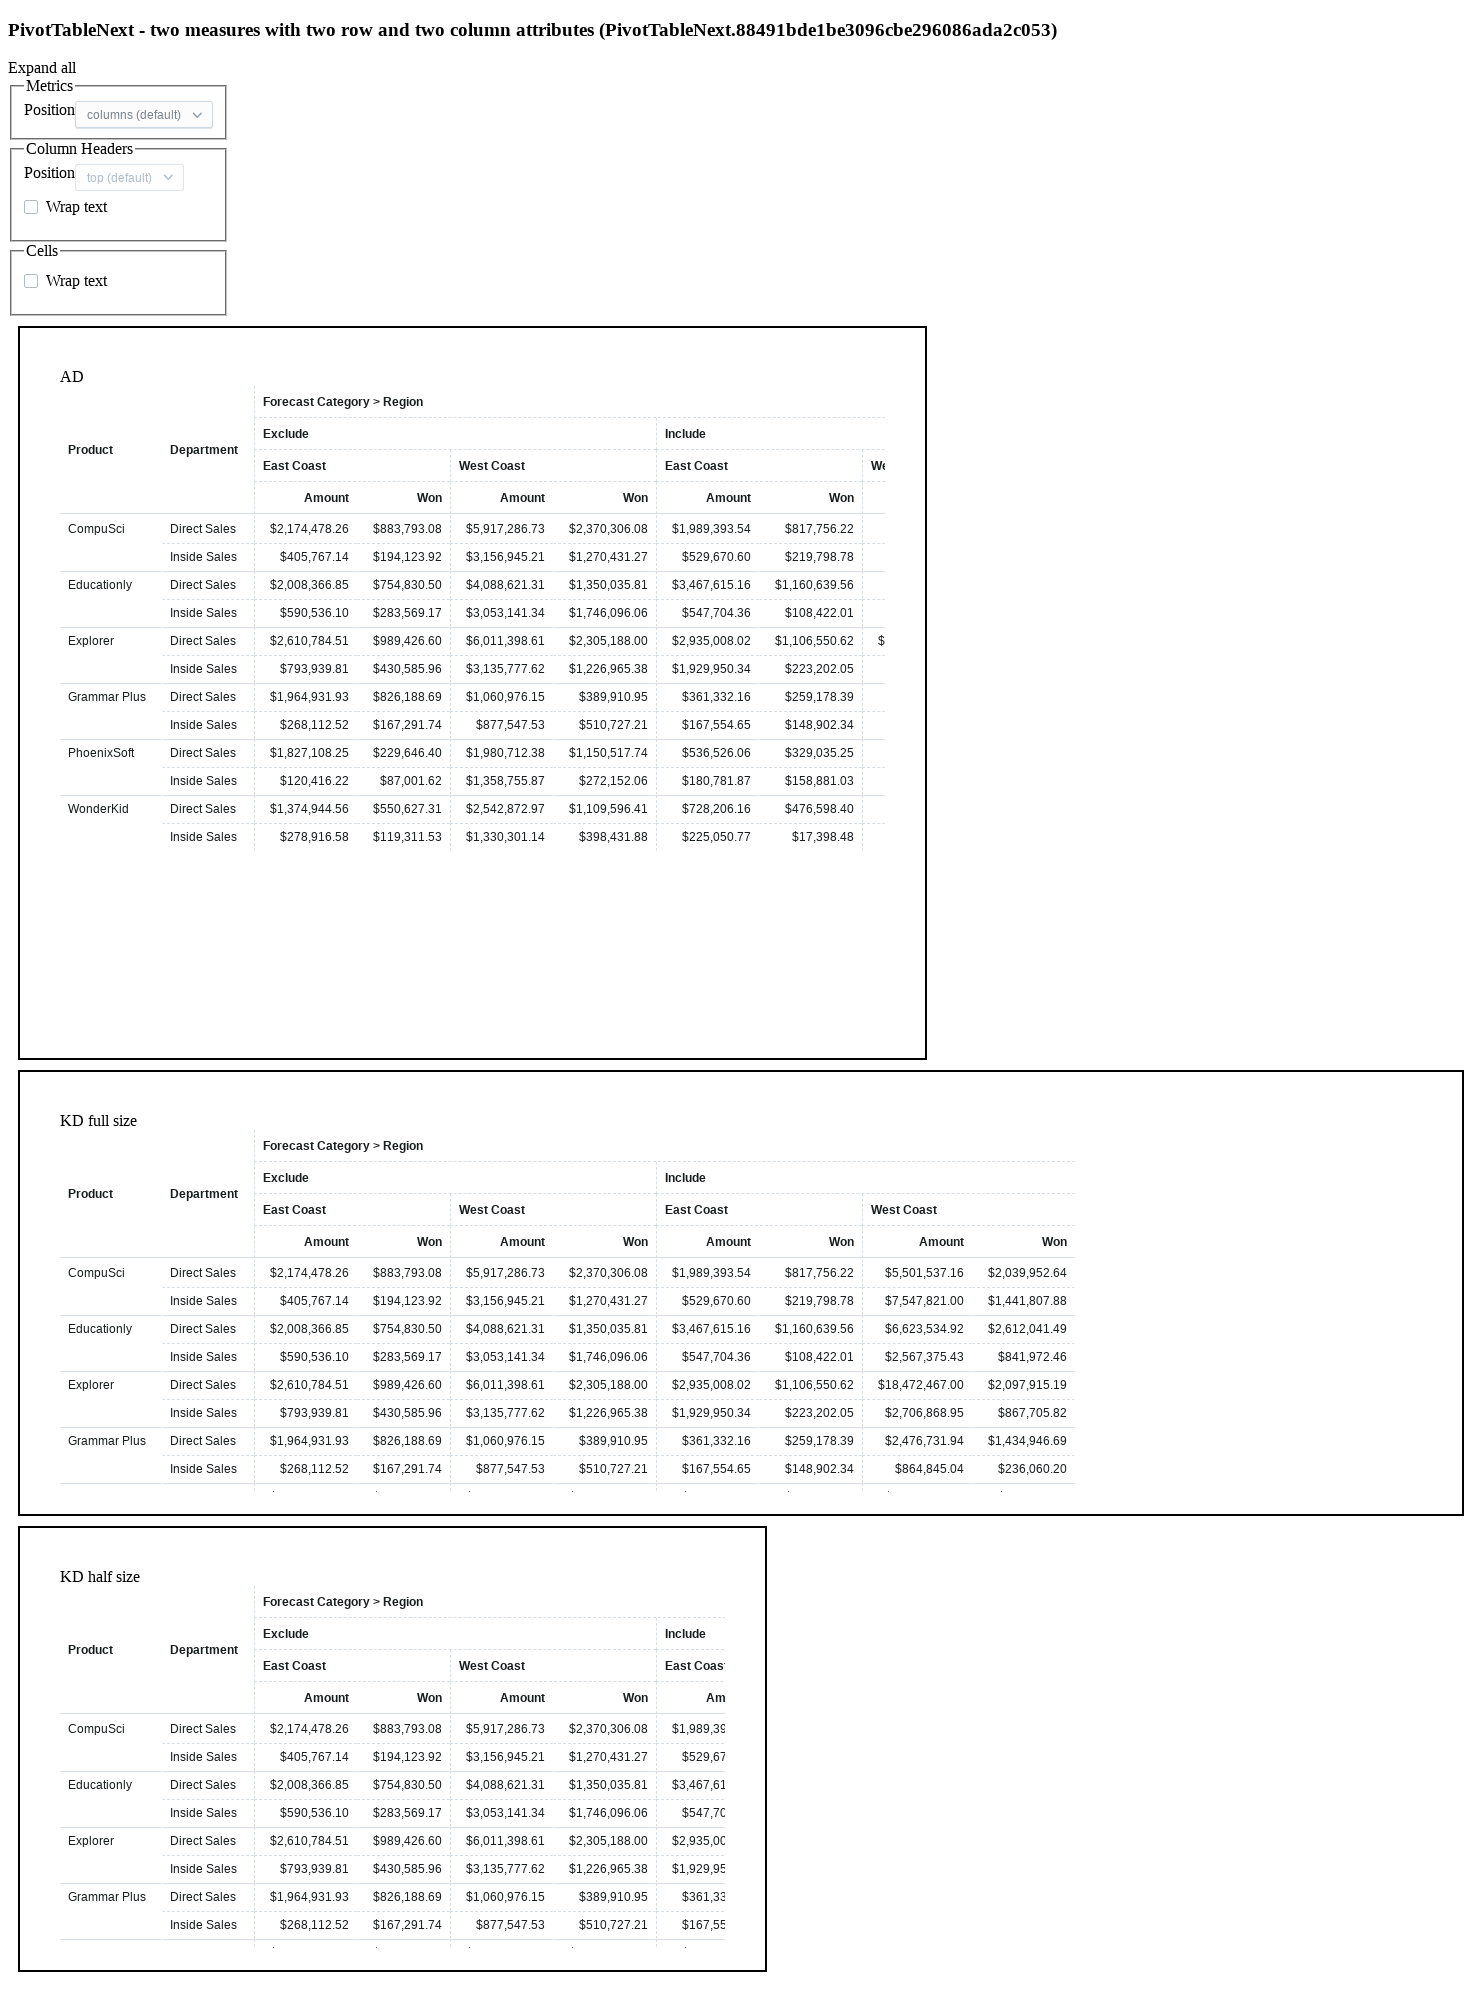 PivotTableNext - two measures with two row and two column attributes (PivotTableNext.88491bde1be3096cbe296086ada2c053)
Expand all
Metrics
Position columns (default)
Column Headers
Position top (default)
Wrap text
Cells
Wrap text
AD
Forecast Category > Region
Exclude Include
Product Department
East Coast West Coast East Coast
Amount Won Amount Won Amount Won
CompuSci Direct Sales $2,174,478.26 $883,793.08 $5,917,286.73 $2,370,306.08 $1,989,393.54 $817,756.22
Inside Sales $405,767.14 $194,123.92 $3,156,945.21 $1,270,431.27 $529,670.60 $219,798.78
Educationly Direct Sales $2,008,366.85 $754,830.50 $4,088,621.31 $1,350,035.81 $3,467,615.16 $1,160,639.56
Inside Sales $590,536.10 $283,569.17 $3,053,141.34 $1,746,096.06 $547,704.36 $108,422.01
Explorer Direct Sales $2,610,784.51 $989,426.60 $6,011,398.61 $2,305,188.00 $2,935,008.02 $1,106,550.62 $
Inside Sales $793,939.81 $430,585.96 $3,135,777.62 $1,226,965.38 $1,929,950.34 $223,202.05
Grammar Plus Direct Sales $1,964,931.93 $826,188.69 $1,060,976.15 $389,910.95 $361,332.16 $259,178.39
Inside Sales $268,112.52 $167,291.74 $877,547.53 $510,727.21 $167,554.65 $148,902.34
PhoenixSoft Direct Sales $1,827,108.25 $229,646.40 $1,980,712.38 $1,150,517.74 $536,526.06 $329,035.25
Inside Sales $120,416.22 $87,001.62 $1,358,755.87 $272,152.06 $180,781.87 $158,881.03
WonderKid Direct Sales $1,374,944.56 $550,627.31 $2,542,872.97 $1,109,596.41 $728,206.16 $476,598.40
Inside Sales $278,916.58 $119,311.53 $1,330,301.14 $398,431.88 $225,050.77 $17,398.48
KD full size
Forecast Category > Region
Exclude Include
Product Department
East Coast West Coast East Coast West Coast
Amount Won Amount Won Amount Won Amount Won
CompuSci Direct Sales $2,174,478.26 $883,793.08 $5,917,286.73 $2,370,306.08 $1,989,393.54 $817,756.22 $5,501,537.16 $2,039,952.64
Inside Sales $405,767.14 $194,123.92 $3,156,945.21 $1,270,431.27 $529,670.60 $219,798.78 $7,547,821.00 $1,441,807.88
Educationly Direct Sales $2,008,366.85 $754,830.50 $4,088,621.31 $1,350,035.81 $3,467,615.16 $1,160,639.56 $6,623,534.92 $2,612,041.49
Inside Sales $590,536.10 $283,569.17 $3,053,141.34 $1,746,096.06 $547,704.36 $108,422.01 $2,567,375.43 $841,972.46
Explorer Direct Sales $2,610,784.51 $989,426.60 $6,011,398.61 $2,305,188.00 $2,935,008.02 $1,106,550.62 $18,472,467.00 $2,097,915.19
Inside Sales $793,939.81 $430,585.96 $3,135,777.62 $1,226,965.38 $1,929,950.34 $223,202.05 $2,706,868.95 $867,705.82
Grammar Plus Direct Sales $1,964,931.93 $826,188.69 $1,060,976.15 $389,910.95 $361,332.16 $259,178.39 $2,476,731.94 $1,434,946.69
Inside Sales $268,112.52 $167,291.74 $877,547.53 $510,727.21 $167,554.65 $148,902.34 $864,845.04 $236,060.20
KD half size
Forecast Category > Region
Exclude Include
Product Department
East Coast West Coast East Coast
Amount Won Amount Won Am
CompuSci Direct Sales $2,174,478.26 $883,793.08 $5,917,286.73 $2,370,306.08 $1,989,39
Inside Sales $405,767.14 $194,123.92 $3,156,945.21 $1,270,431.27 $529,67
Educationly Direct Sales $2,008,366.85 $754,830.50 $4,088,621.31 $1,350,035.81 $3,467,61
Inside Sales $590,536.10 $283,569.17 $3,053,141.34 $1,746,096.06 $547,70
Explorer Direct Sales $2,610,784.51 $989,426.60 $6,011,398.61 $2,305,188.00 $2,935,00
Inside Sales $793,939.81 $430,585.96 $3,135,777.62 $1,226,965.38 $1,929,95
Grammar Plus Direct Sales $1,964,931.93 $826,188.69 $1,060,976.15 $389,910.95 $361,33
Inside Sales $268,112.52 $167,291.74 $877,547.53 $510,727.21 $167,55